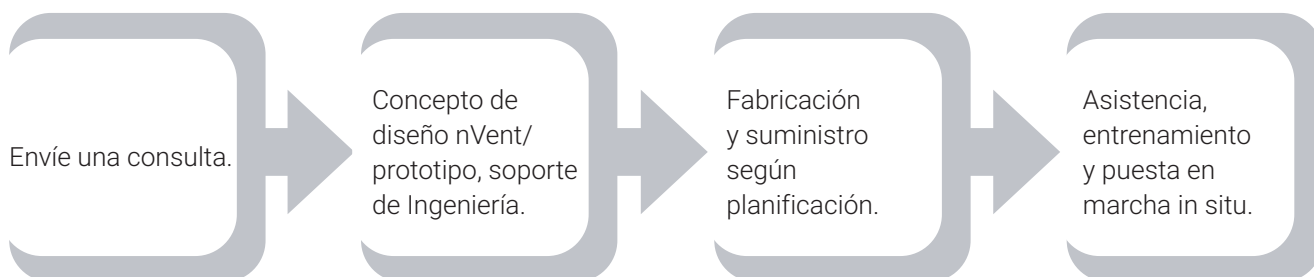 Envíe una consulta.
Concepto de
diseño nVent/
prototipo, soporte
de Ingeniería.
Fabricación
y suministro
según
planificación.
Asistencia,
entrenamiento
y puesta en
marcha in situ.